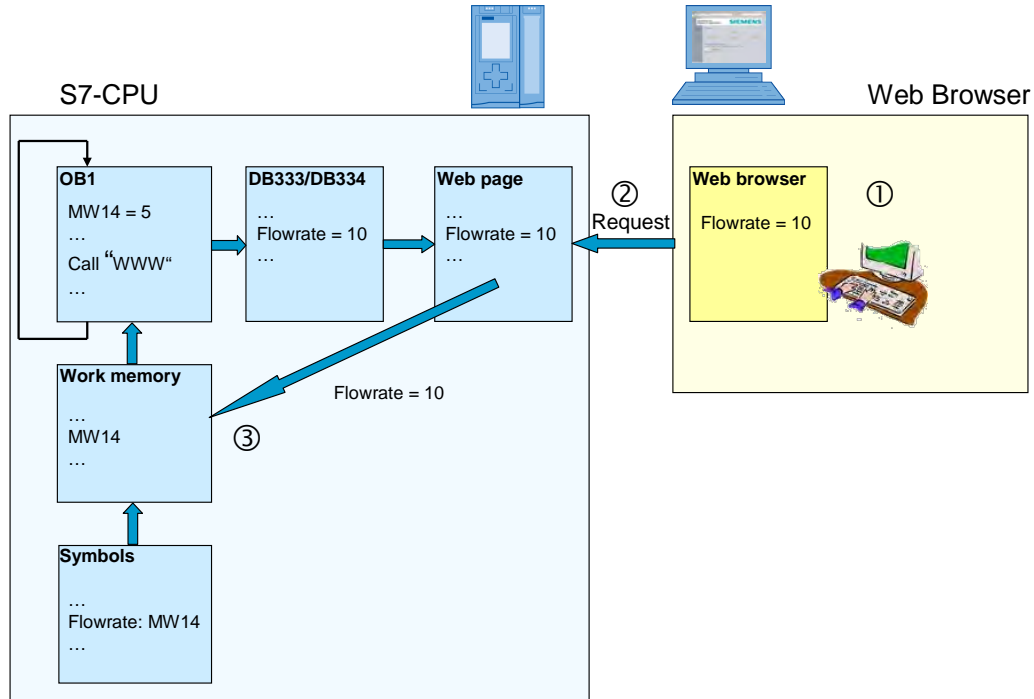 SIEMENS
S7-CPU
Web Browser
OB1
MW14 = 5
…
Call “WWW“
…
DB333/DB334
…
Flowrate = 10
…
Web page
…
Flowrate = 10
…
②
Request
Web browser
Flowrate = 10
①
Work memory
…
MW14
…
Flowrate = 10
③
Symbols
…
Flowrate: MW14
…